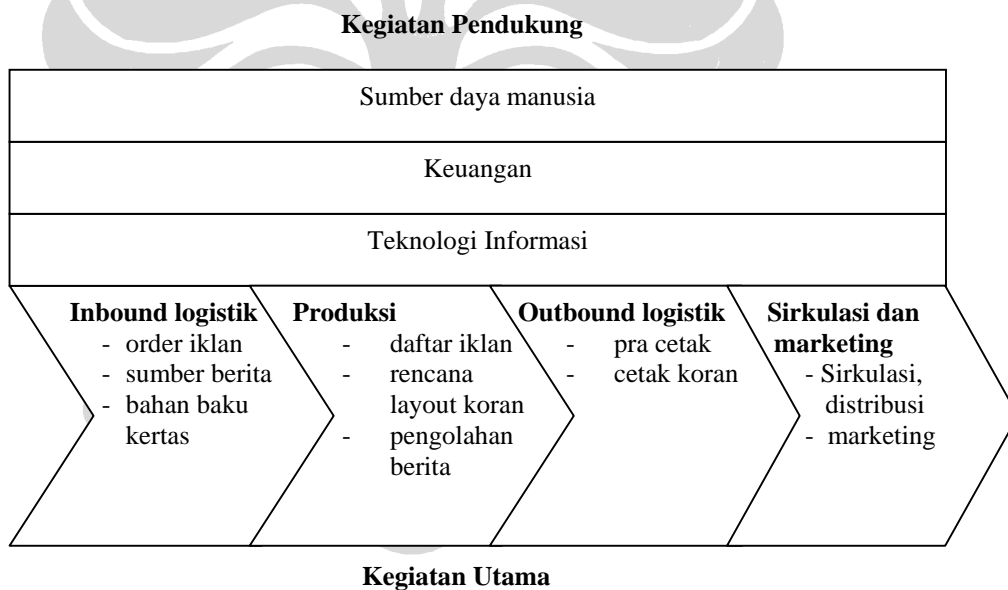 Kegiatan Pendukung
Sumber daya manusia
Keuangan
Teknologi Informasi
Inbound logistik
- order iklan
- sumber berita
- bahan baku
kertas
Produksi
- daftar iklan
- rencana
layout koran
- pengolahan
berita
Outbound logistik
- pra cetak
- cetak koran
Sirkulasi dan
marketing
- Sirkulasi,
distribusi
- marketing
Kegiatan Utama